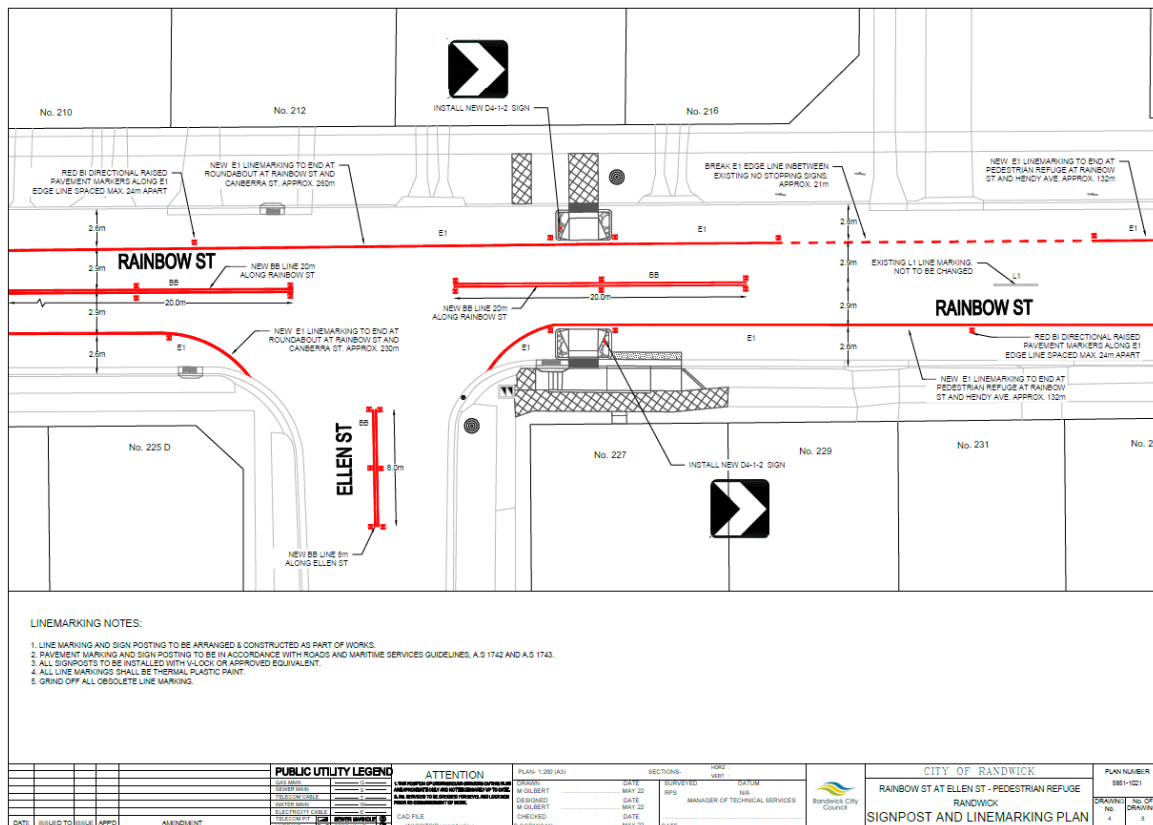 No. 210
No. 212
No. 216
INSTALL NEW D4-1-2 SIGN
RED BI DIRECTIONAL RAISED
PAVEMENT MARKERS ALONG E1
EDGE LINE SPACED MAX. 24m APART
NEW E1 LINEMARKING TO END AT
ROUNDABOUT AT RAINBOW ST AND
CANBERRA ST. APPROX. 260m
BREAK E1 EDGE LINE INBETWEEN
EXISTING NO STOPPING SIGNS.
APPROX. 21m
NEW E1 LINEMARKING TO END AT
PEDESTRIAN REFUGE AT RAINBOW
ST AND HENDY AVE. APPROX. 132m
2.6m
E1
E1
2.6m
E1
RAINBOW ST
2.9m
NEW BB LINE 20m
ALONG RAINBOW ST
BB
BB
20.0m
20.0m
NEW BB LINE 20m
ALONG RAINBOW ST
2.9m
EXISTING L1 LINE MARKING.
NOT TO BE CHANGED
L1
2.9m
2.9m
RAINBOW ST
NEW E1 LINEMARKING TO END AT
ROUNDABOUT AT RAINBOW ST AND
CANBERRA ST. APPROX. 230m
2.6m
E1
E1
E1
2.6m
RED BI DIRECTIONAL RAISED
PAVEMENT MARKERS ALONG E1
EDGE LINE SPACED MAX. 24m APART
NEW E1 LINEMARKING TO END AT
PEDESTRIAN REFUGE AT RAINBOW
ST AND HENDY AVE. APPROX. 132m
No. 225 D
ELLEN ST
BB
8.0m
NEW BB LINE 8m
ALONG ELLEN ST
No. 227
INSTALL NEW D4-1-2 SIGN
No. 229
No. 231
No. 2
LINEMARKING NOTES:
1. LINE MARKING AND SIGN POSTING TO BE ARRANGED & CONSTRUCTED AS PART OF WORKS.
2. PAVEMENT MARKING AND SIGN POSTING TO BE IN ACCORDANCE WITH ROADS AND MARITIME SERVICES GUIDELINES, A.S 1742 AND A.S 1743.
3. ALL SIGNPOSTS TO BE INSTALLED WITH V-LOCK OR APPROVED EQUIVALENT.
4. ALL LINE MARKINGS SHALL BE THERMAL PLASTIC PAINT.
5. GRIND OFF ALL OBSOLETE LINE MARKING.
DATE ISSUED TO ISSUE APP'D AMENDMENT
PUBLIC UTILITY LEGEND
GAS MAIN G
SEWER MAIN S
TELECOM CABLE T
WATER MAIN W
ELECTRICITY CABLE E
TELECOM PIT SEWER MANHOLE
ATTENTION
PLAN- 1:200 (A3)
SECTIONS-
HORZ :
VERT :
DRAWN DATE
M GILBERT MAY 22
DESIGNED DATE
M GILBERT MAY 22
CHECKED DATE
MAY 22
CAD FILE
SURVEYED DATUM
RPS N/A
MANAGER OF TECHNICAL SERVICES
DATE
Randwick City
Council
CITY OF RANDWICK
RAINBOW ST AT ELLEN ST - PEDESTRIAN REFUGE
RANDWICK
SIGNPOST AND LINEMARKING PLAN
PLAN NUMBER
5851-1021
DRAWING
No.
4
No. OF
DRAWING